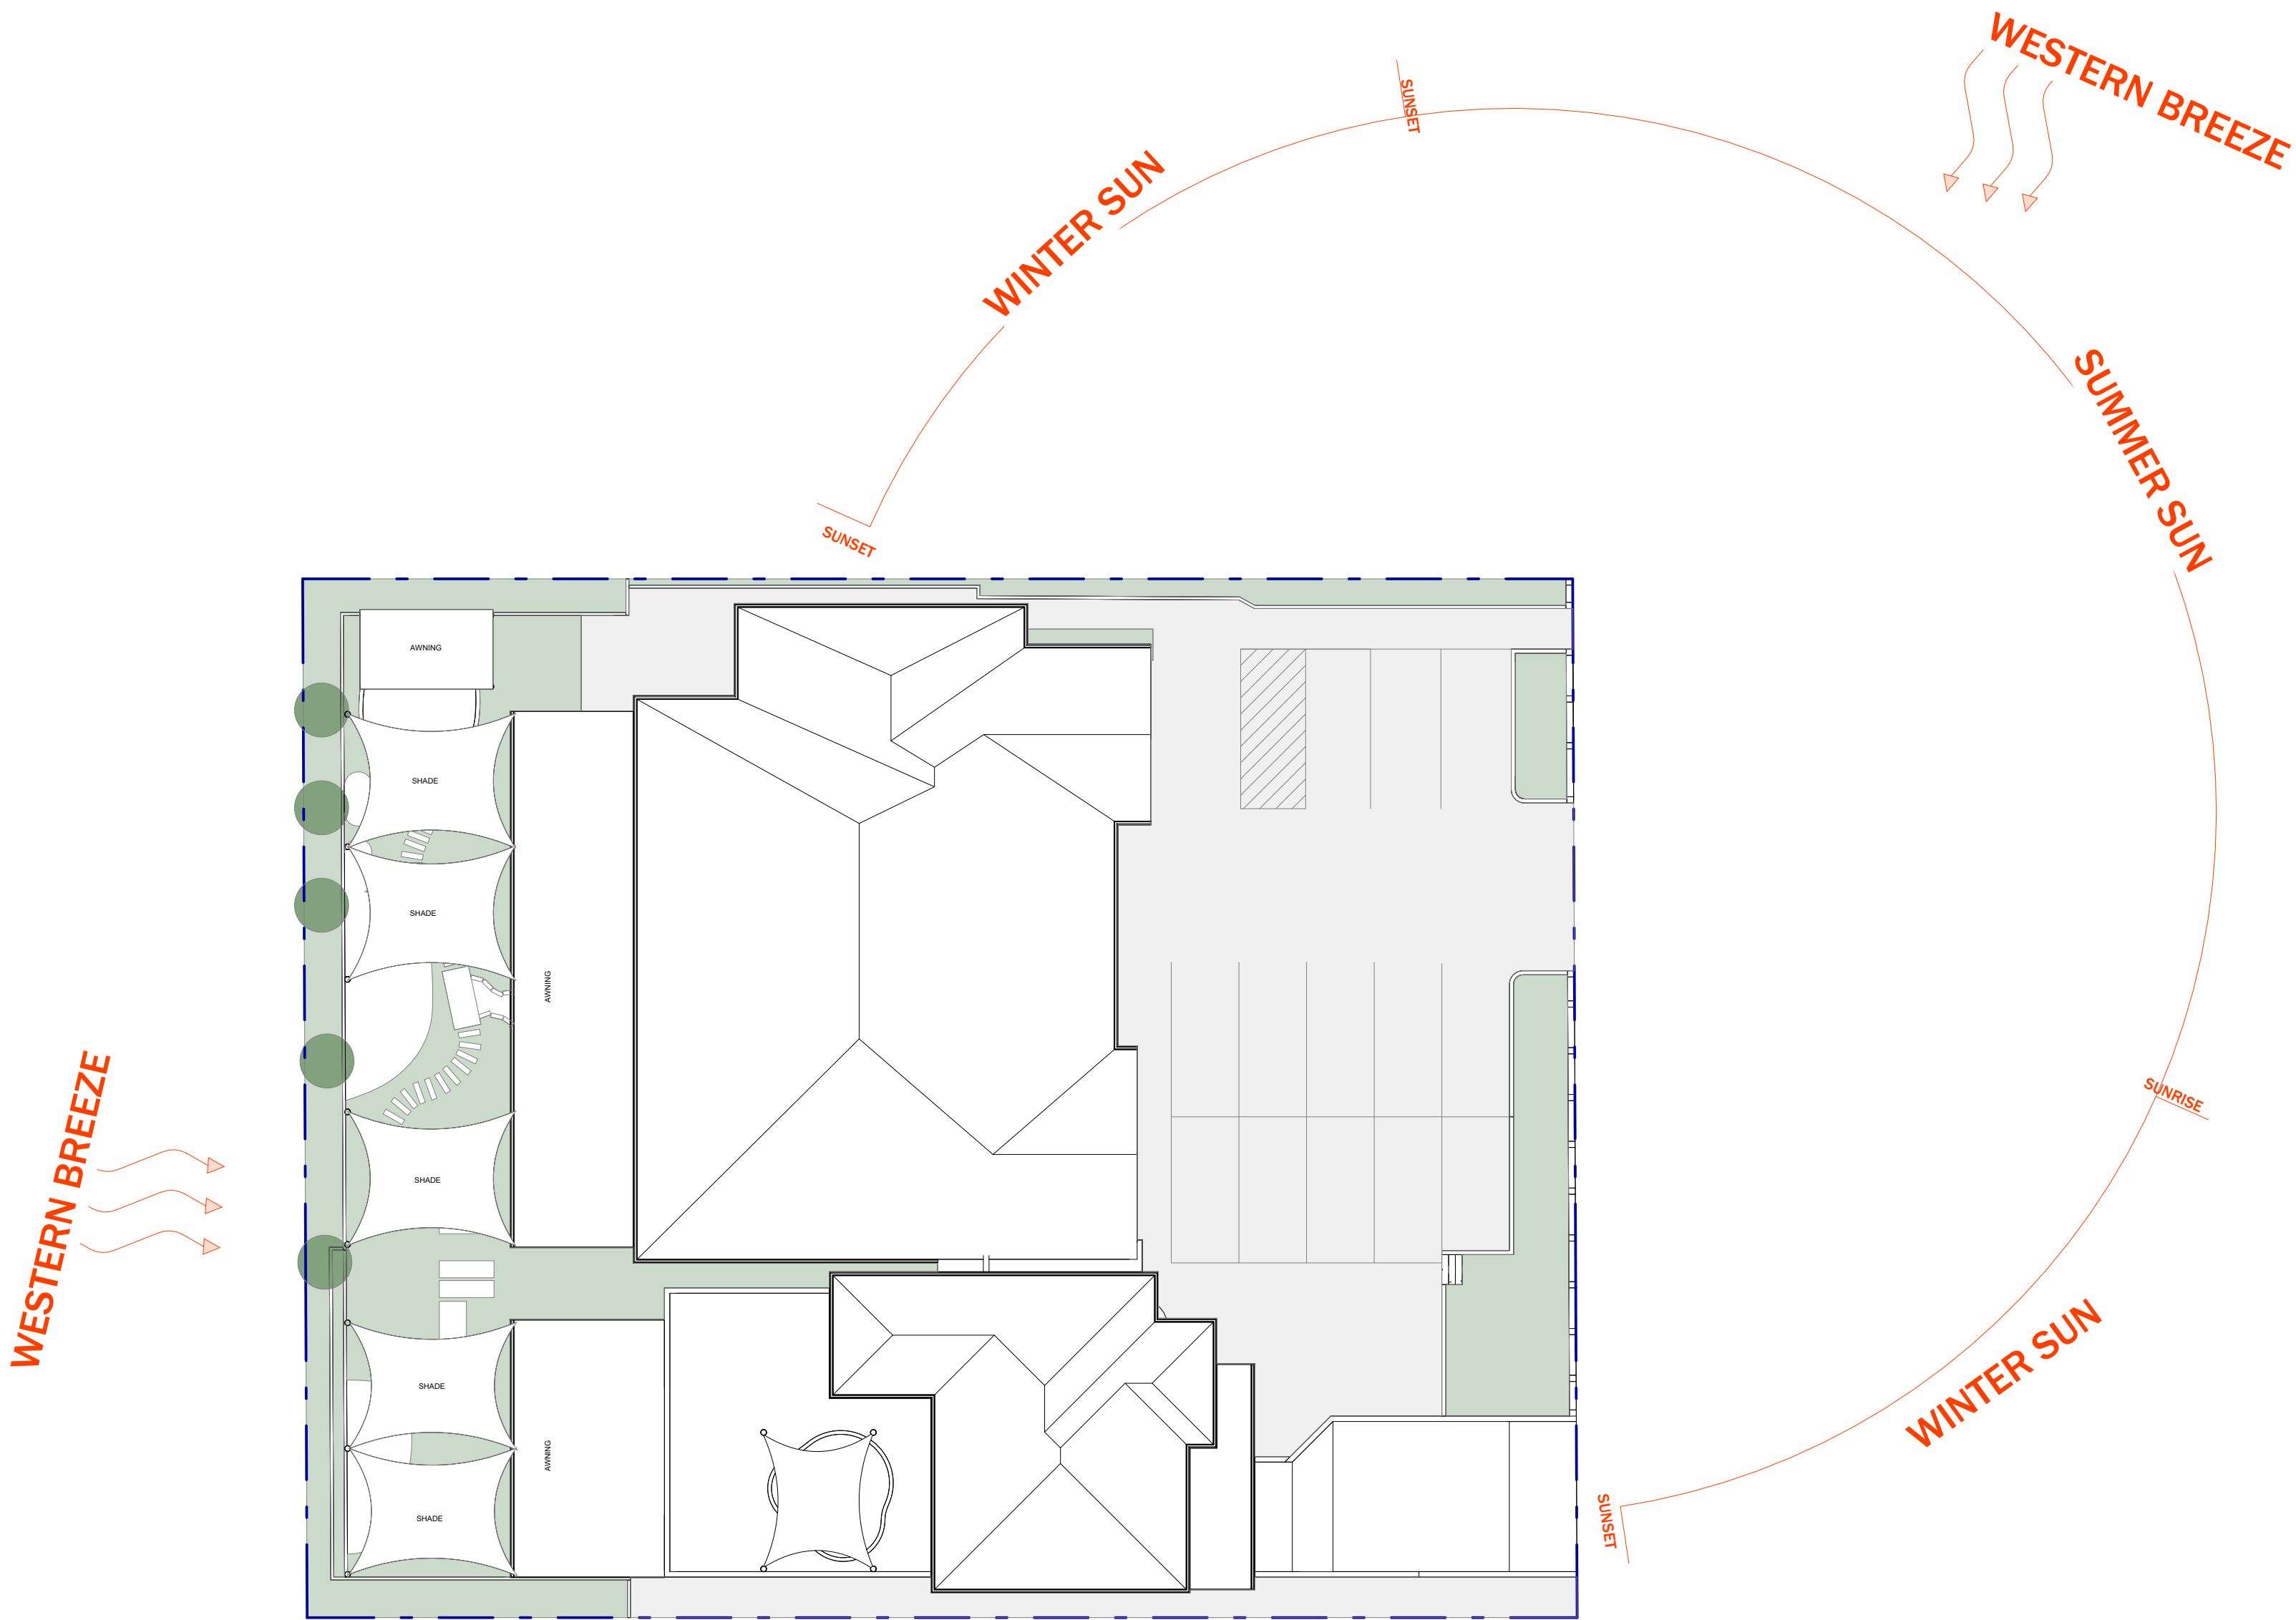 WESTERN BREEZE
SUNSET
WINTER SUN
SUMMER SUN
SUNSET
AWNING
SHADE
SHADE
AWNING
SUNRISE
WESTERN BREEZE
SHADE
WINTER SUN
SHADE
AWNING
SHADE
SUNSET